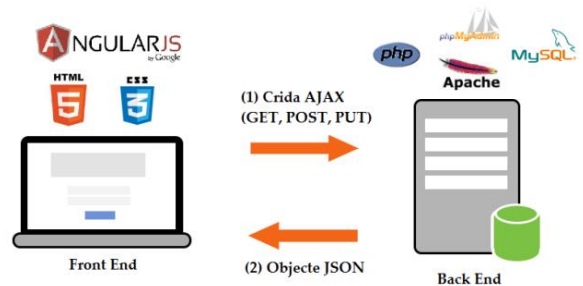 ANGULARJS
by Google
HTML
5
CSS
3
Front End
(1) Crida AJAX
(GET, POST, PUT)
(2) Objecte JSON
phpMyAdmin
php
MySQL
Apache
Back End